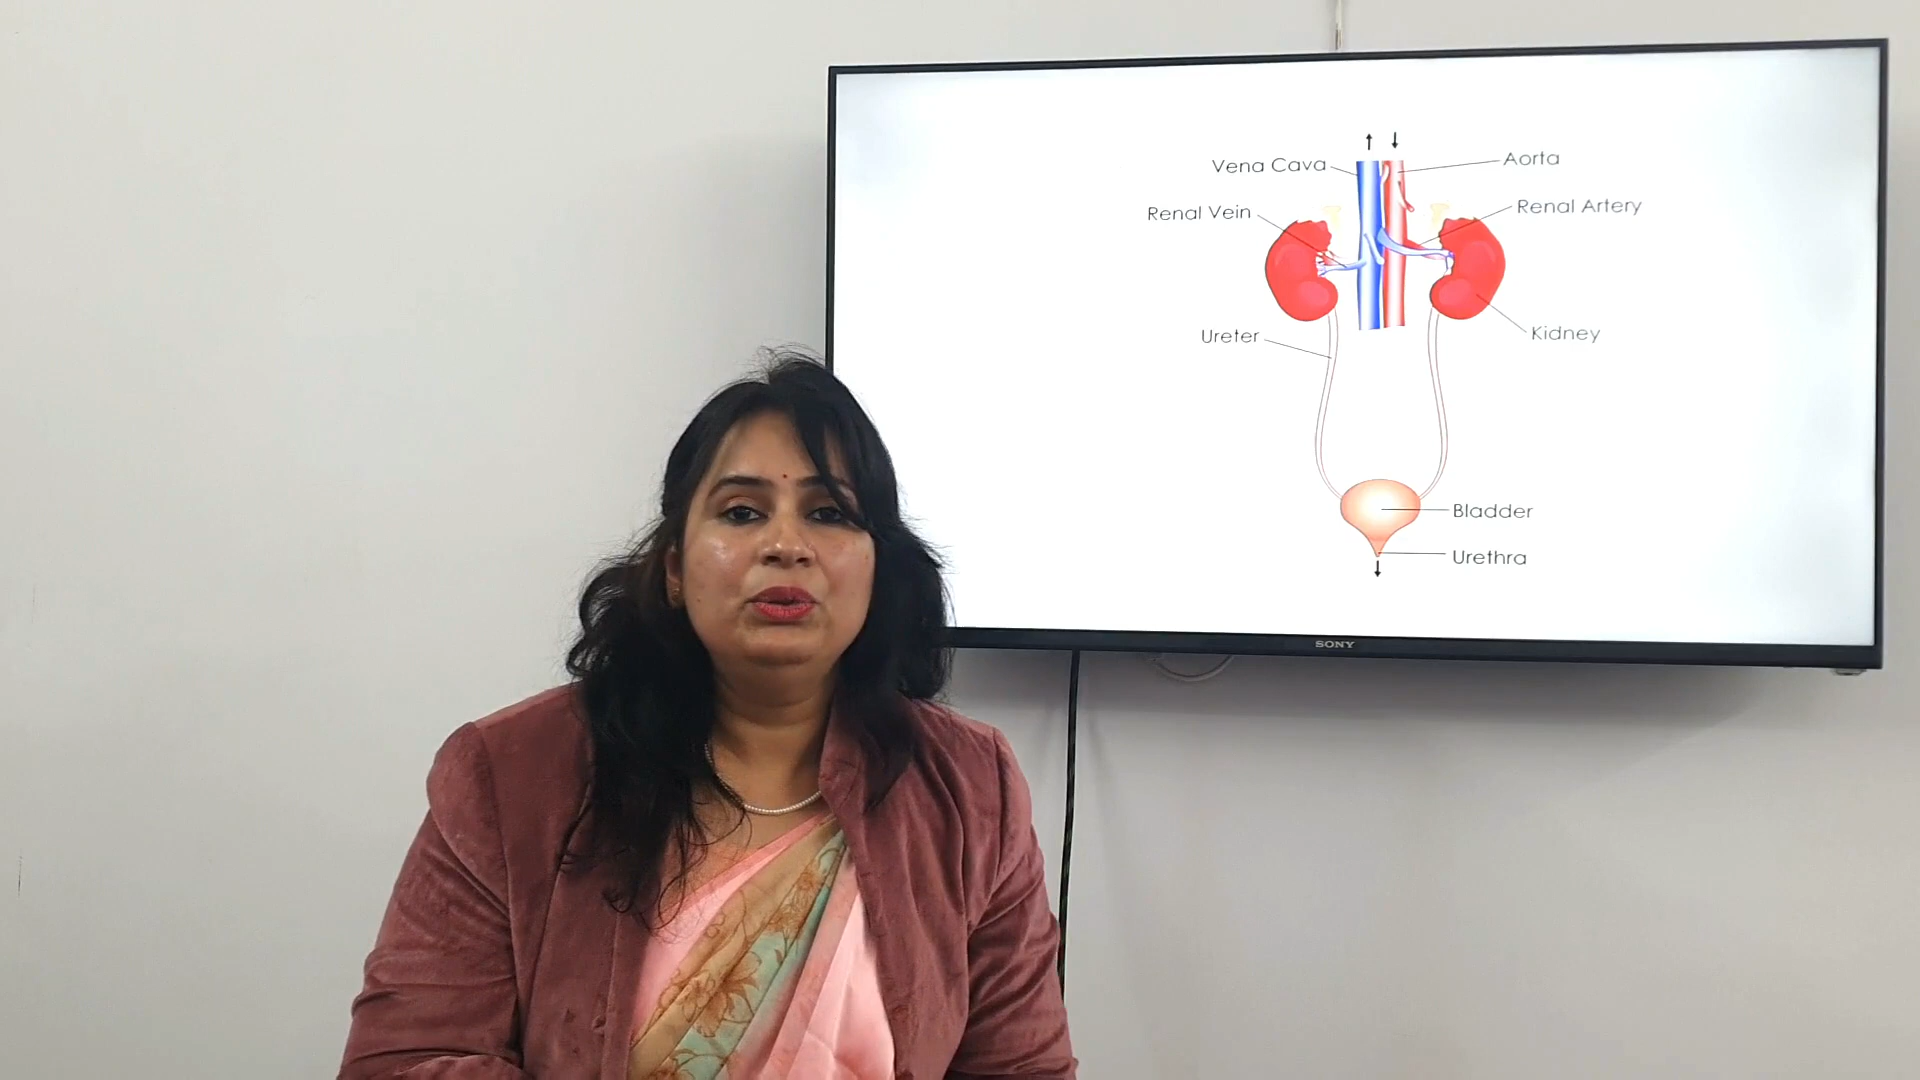 Vena Cava
Aorta
Renal Vein
Renal Artery
Ureter
Kidney
Bladder
Urethra
SONY